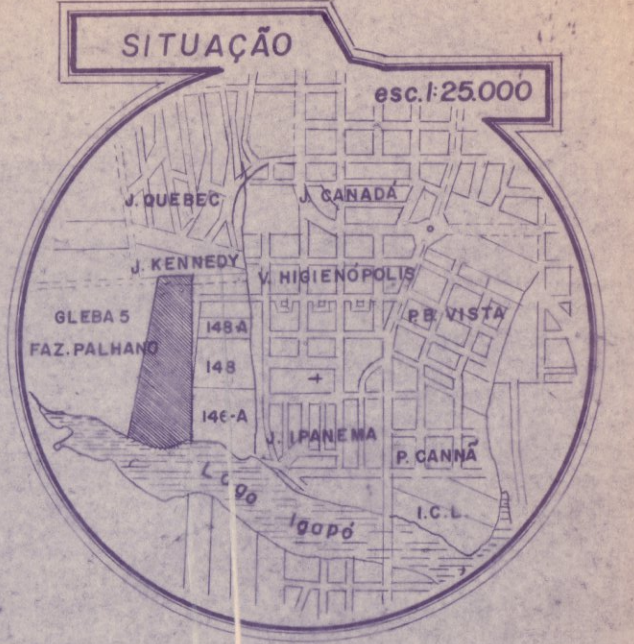 SITUAÇÃO
esc. 1:25.000
J. QUEBEC
J. CANADÁ
J. KENNEDY
V. HIGIENÓPOLIS
GLEBA 5
FAZ. PALHANO
148-A
P.B. VISTA
148
146-A
J. IPANEMA
P. CANNÃ
Lago
Igapó
I.C.L.